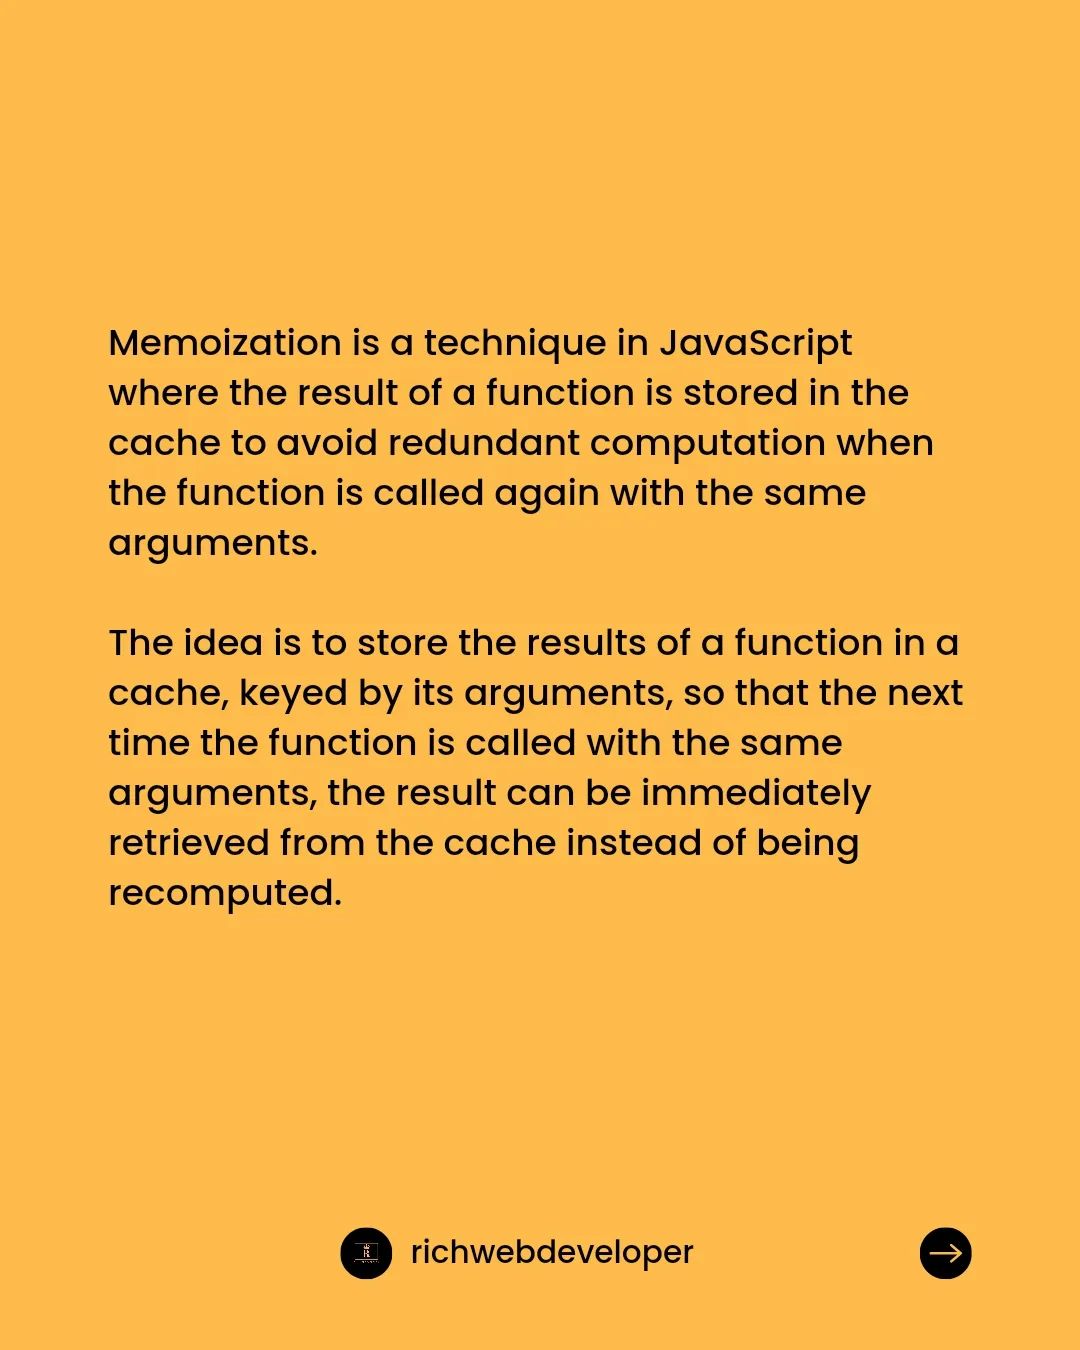 Memoization is a technique in JavaScript
where the result of a function is stored in the
cache to avoid redundant computation when
the function is called again with the same
arguments.
The idea is to store the results of a function in a
cache, keyed by its arguments, so that the next
time the function is called with the same
arguments, the result can be immediately
retrieved from the cache instead of being
recomputed.
richwebdeveloper